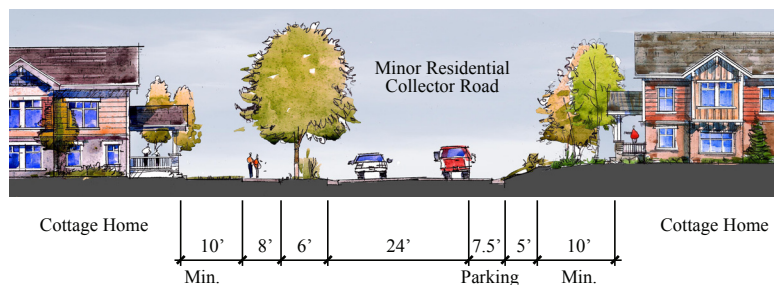 Minor Residential
Collector Road
Cottage Home
Cottage Home
10’ 8’ 6’ 24’ 7.5’ 5’ 10’
Min. Parking Min.